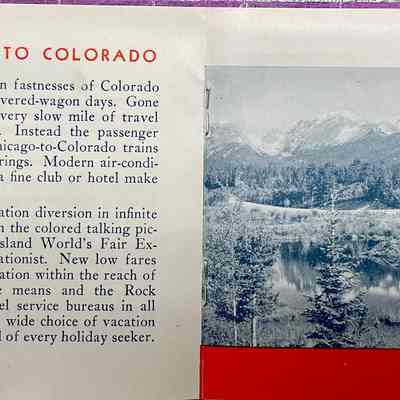 TO COLORADO
n fastnesses of Colorado
vered-wagon days. Gone
very slow mile of travel
. Instead the passenger
hicago-to-Colorado trains
rings. Modern air-condi-
a fine club or hotel make
ation diversion in infinite
n the colored talking pic-
sland World's Fair Ex-
ationist. New low fares
ation within the reach of
e means and the Rock
el service bureaus in all
wide choice of vacation
l of every holiday seeker.